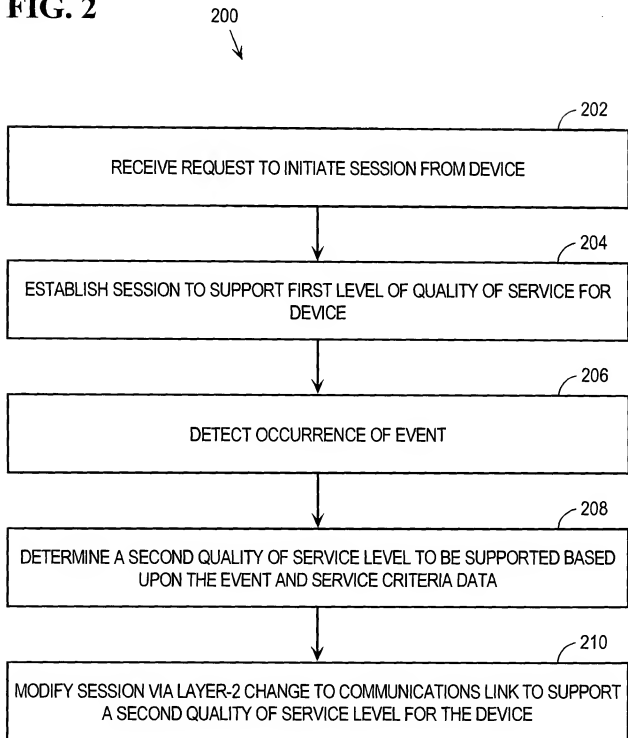 FIG. 2
200
202
RECEIVE REQUEST TO INITIATE SESSION FROM DEVICE
204
ESTABLISH SESSION TO SUPPORT FIRST LEVEL OF QUALITY OF SERVICE FOR
DEVICE
206
DETECT OCCURRENCE OF EVENT
208
DETERMINE A SECOND QUALITY OF SERVICE LEVEL TO BE SUPPORTED BASED
UPON THE EVENT AND SERVICE CRITERIA DATA
210
MODIFY SESSION VIA LAYER-2 CHANGE TO COMMUNICATIONS LINK TO SUPPORT
A SECOND QUALITY OF SERVICE LEVEL FOR THE DEVICE